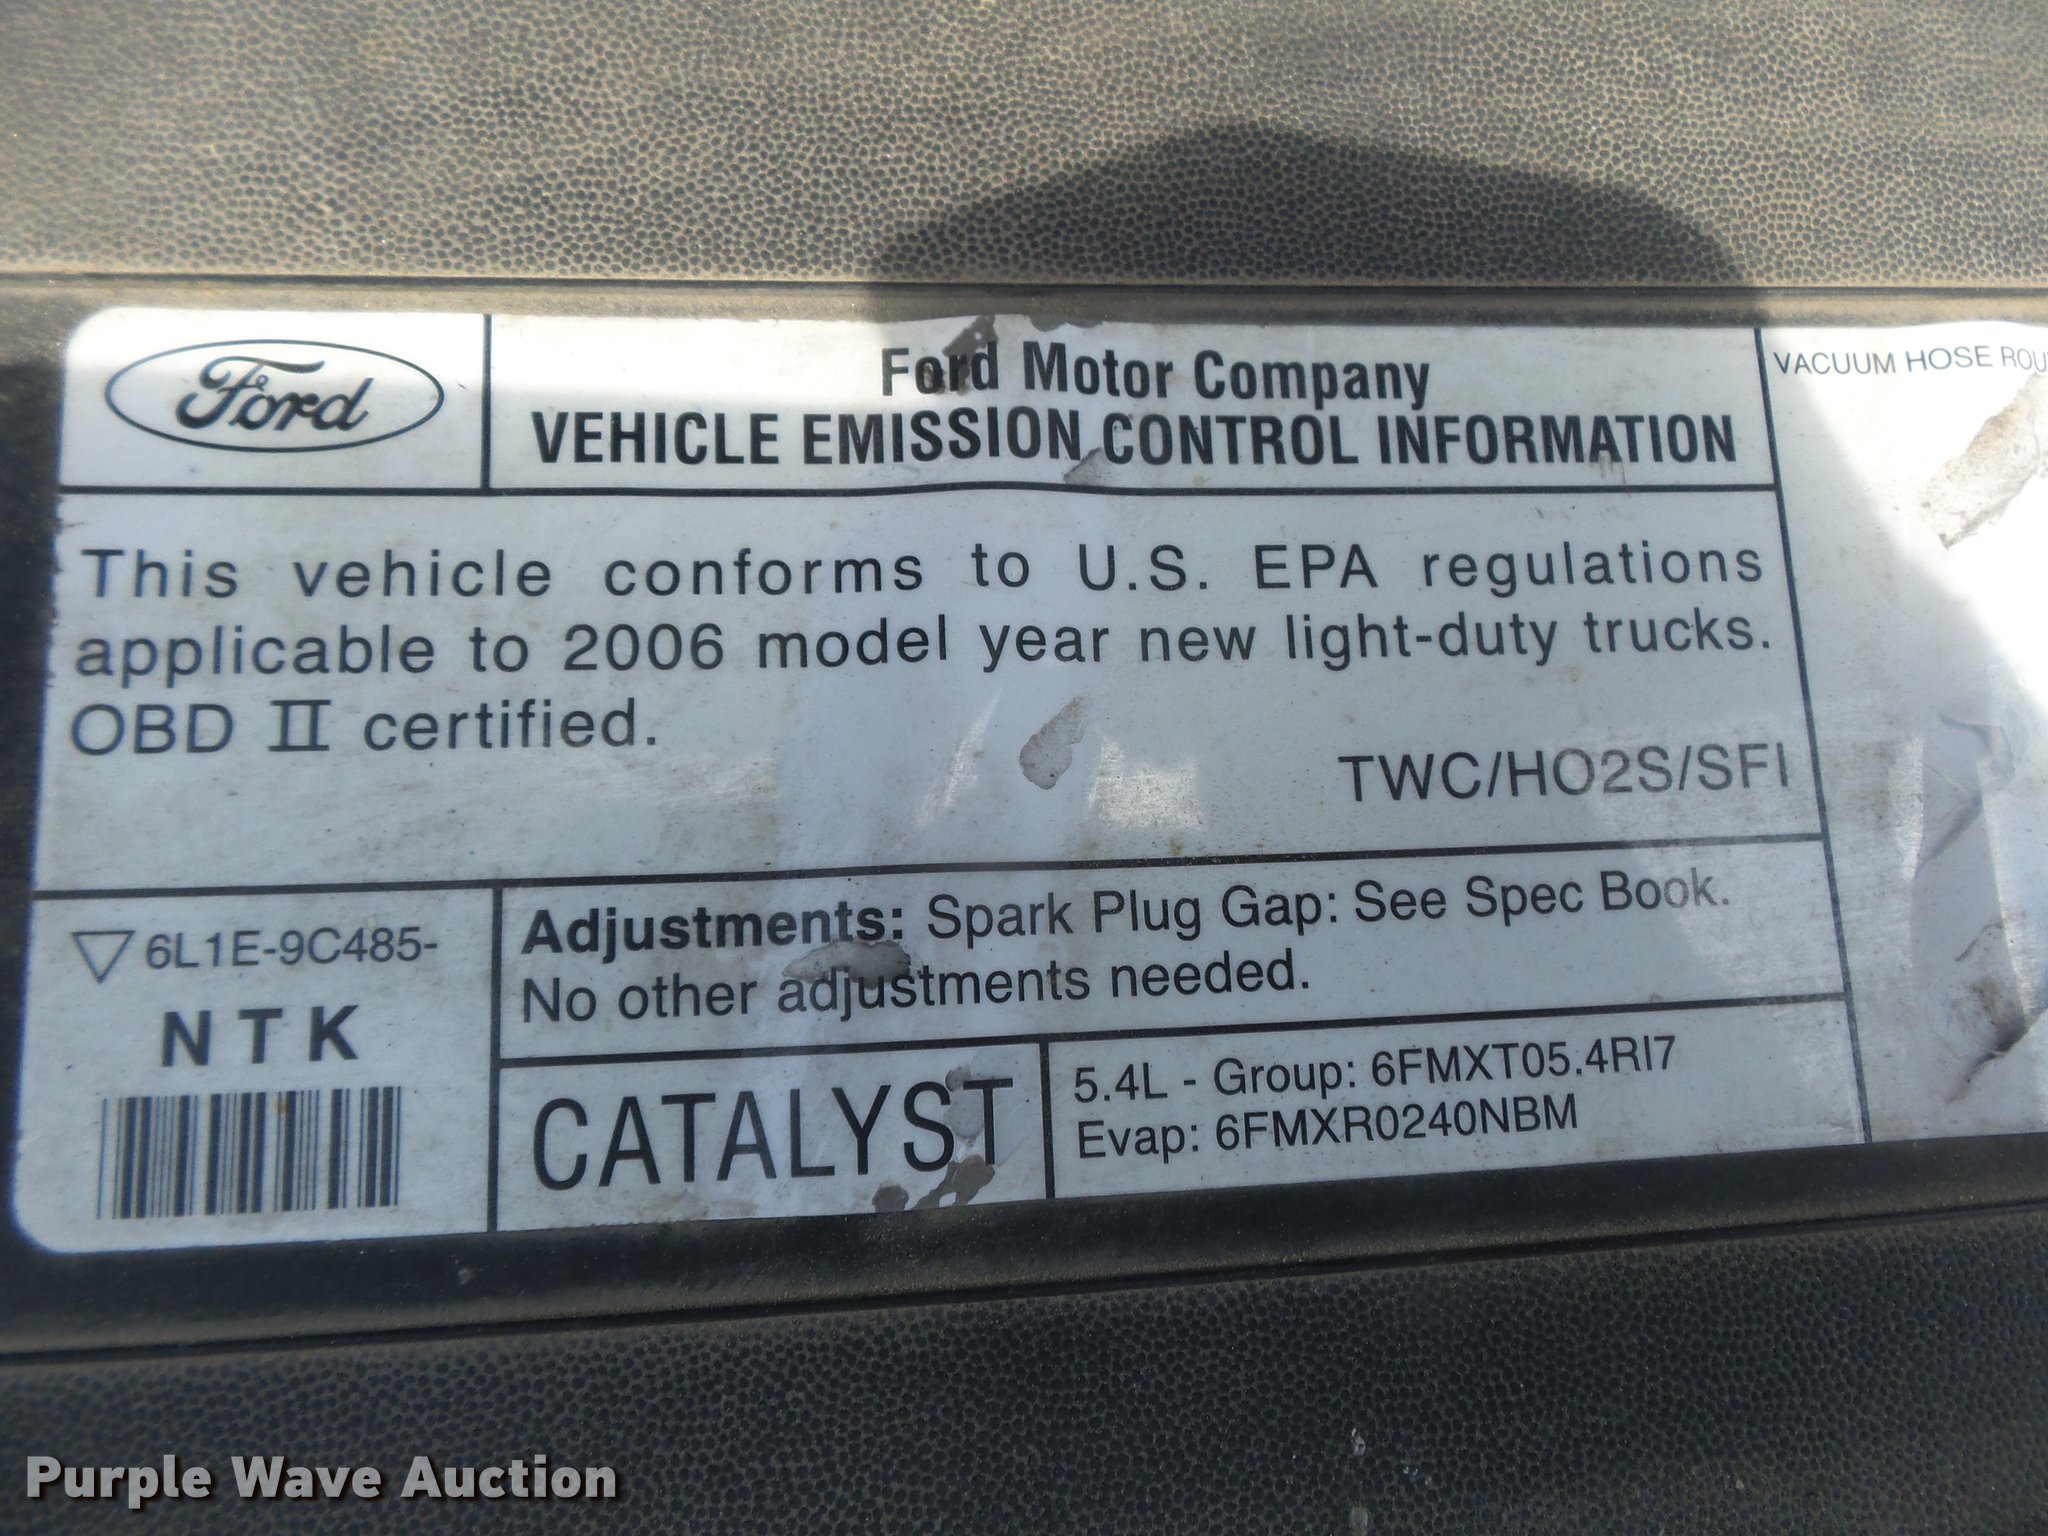 Ford
Ford Motor Company
VEHICLE EMISSION CONTROL INFORMATION
VACUUM HOSE ROU
This vehicle conforms to U.S. EPA regulations
applicable to 2006 model year new light-duty trucks.
OBD II certified.
TWC/HO2S/SFI
6L1E-9C485-
NTK
Adjustments: Spark Plug Gap: See Spec Book.
No other adjustments needed.
CATALYST
5.4L - Group: 6FMXT05.4RI7
Evap: 6FMXR0240NBM
Purple Wave Auction